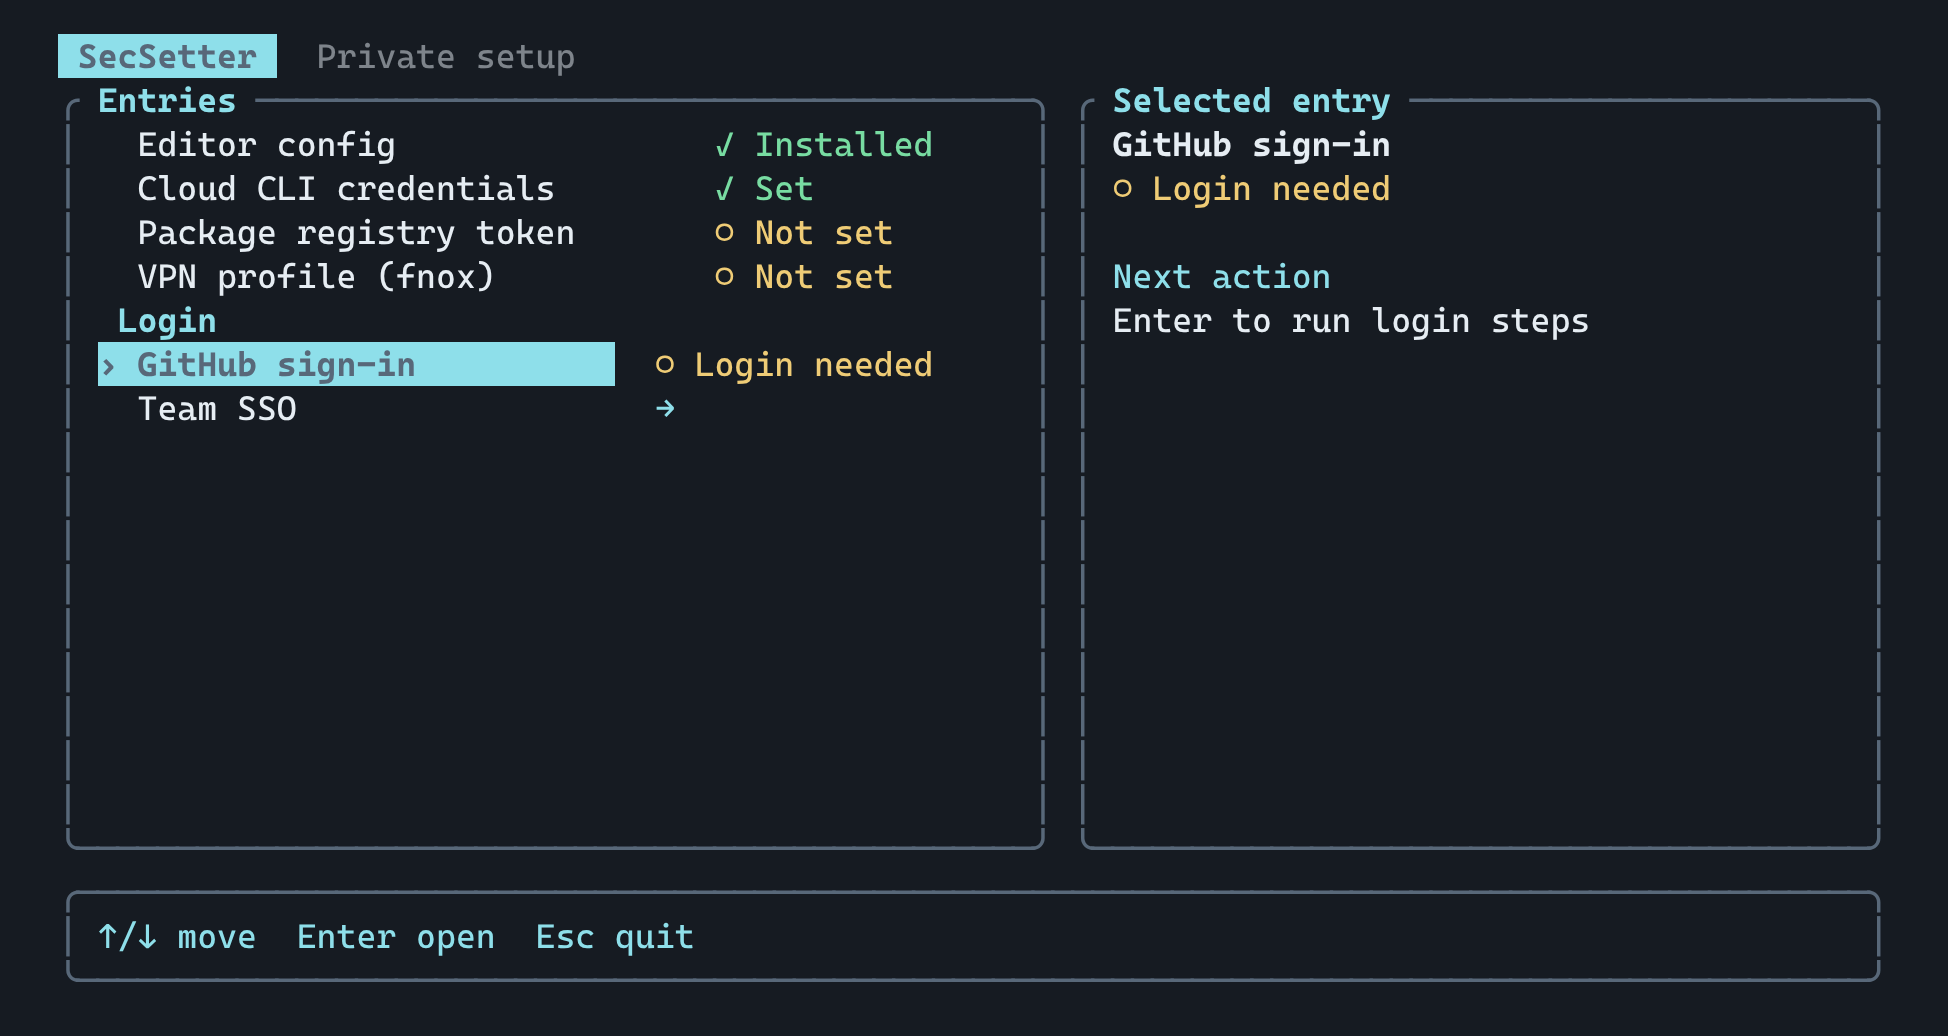 SecSetter Private setup
Entries
Editor config ✓ Installed
Cloud CLI credentials ✓ Set
Package registry token ○ Not set
VPN profile (fnox) ○ Not set
Login
› GitHub sign-in ○ Login needed
Team SSO →
Selected entry
GitHub sign-in
○ Login needed
Next action
Enter to run login steps
↑/↓ move Enter open Esc quit